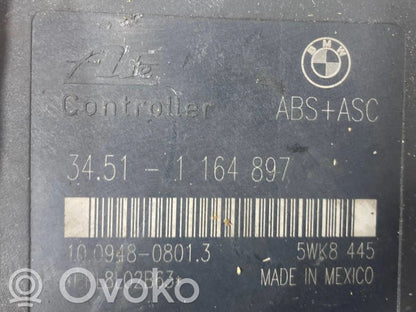 BMW
Ate
Controller ABS+ASC
34.51 - 1 164 897
10.0948-0801.3 5WK8 445
MADE IN MEXICO
OVOKO